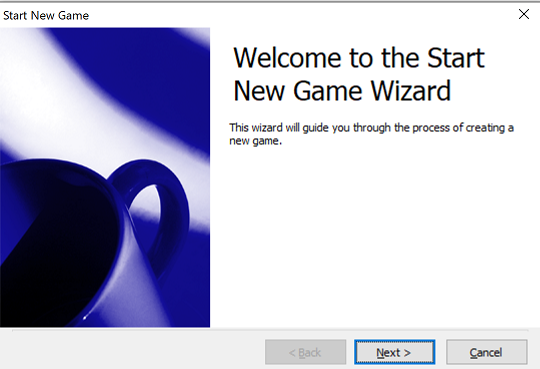 Start New Game
Welcome to the Start
New Game Wizard
This wizard will guide you through the process of creating a
new game.
< Back
Next >
Cancel